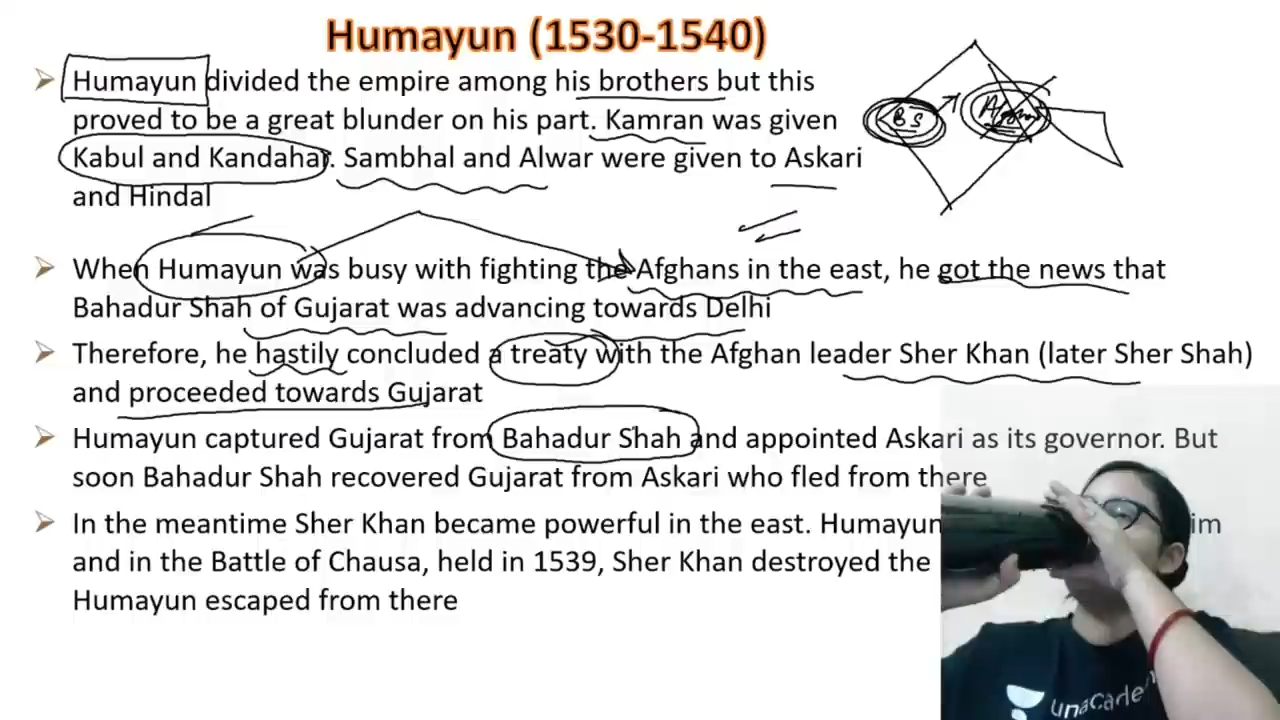 Humayun (1530-1540)
Humayun divided the empire among his brothers but this
proved to be a great blunder on his part. Kamran was given
Kabul and Kandahar. Sambhal and Alwar were given to Askari
and Hindal
BS
When Humayun was busy with fighting the Afghans in the east, he got the news that
Bahadur Shah of Gujarat was advancing towards Delhi
Therefore, he hastily concluded a treaty with the Afghan leader Sher Khan (later Sher Shah)
and proceeded towards Gujarat
Humayun captured Gujarat from Bahadur Shah and appointed Askari as its governor. But
soon Bahadur Shah recovered Gujarat from Askari who fled from there
In the meantime Sher Khan became powerful in the east. Humayun im
and in the Battle of Chausa, held in 1539, Sher Khan destroyed the
Humayun escaped from there
unacade